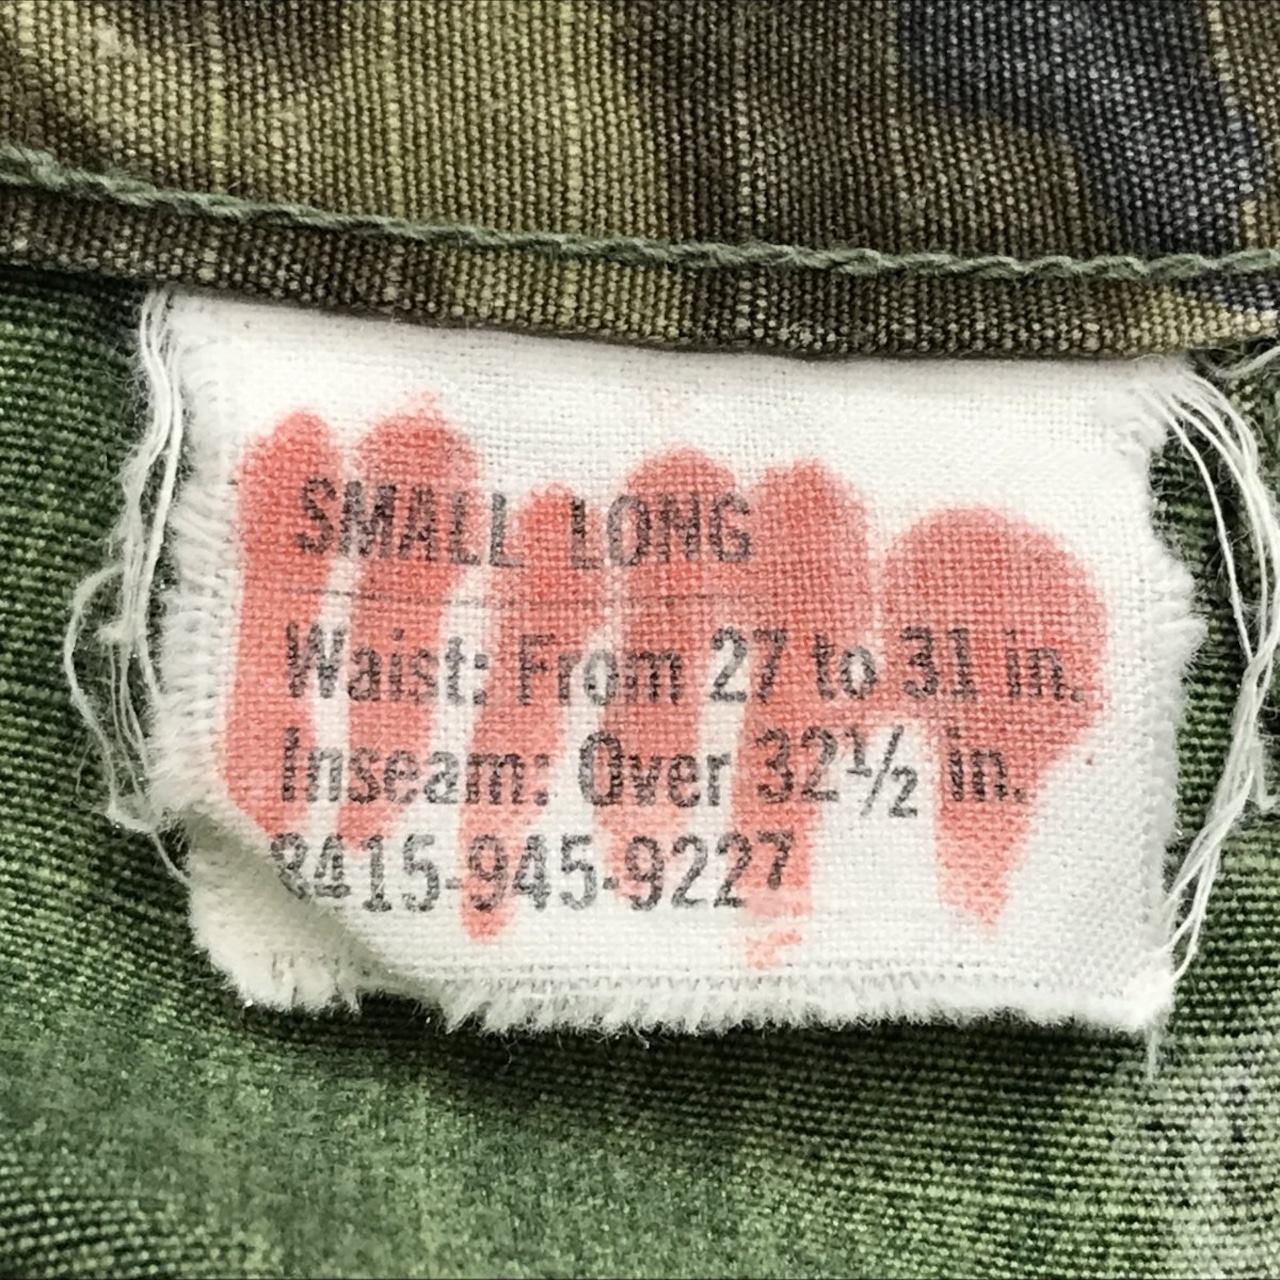 SMALL LONG
Waist: From 27 to 31 in.
Inseam: Over 32½ in.
8415-945-9227